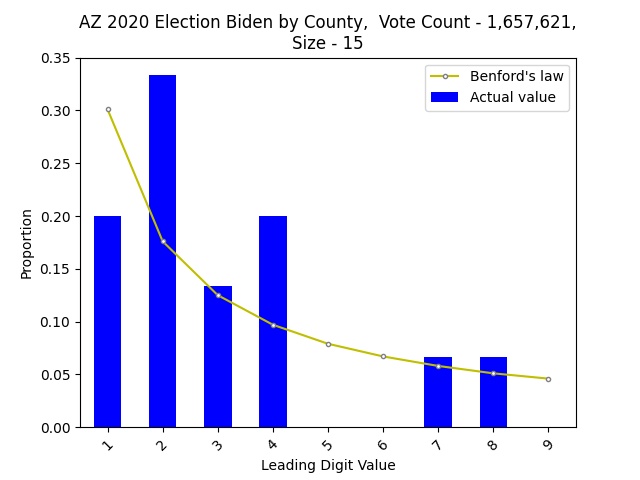 AZ 2020 Election Biden by County,  Vote Count - 1,657,621,
Size - 15
Benford's law
Actual value
Proportion
0.35
0.30
0.25
0.20
0.15
0.10
0.05
0.00
1 2 3 4 5 6 7 8 9
Leading Digit Value